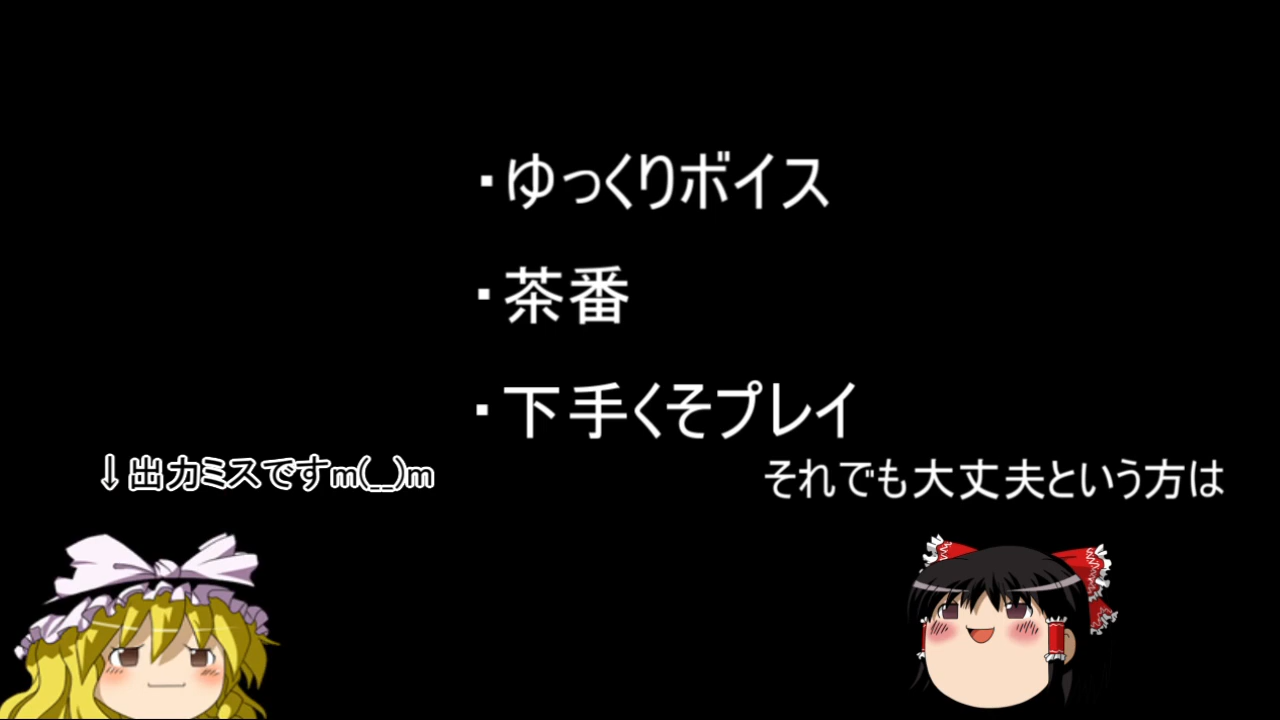 ・ゆっくりボイス
・茶番
・下手くそプレイ
↓出力ミスですm(__)m
それでも大丈夫という方は